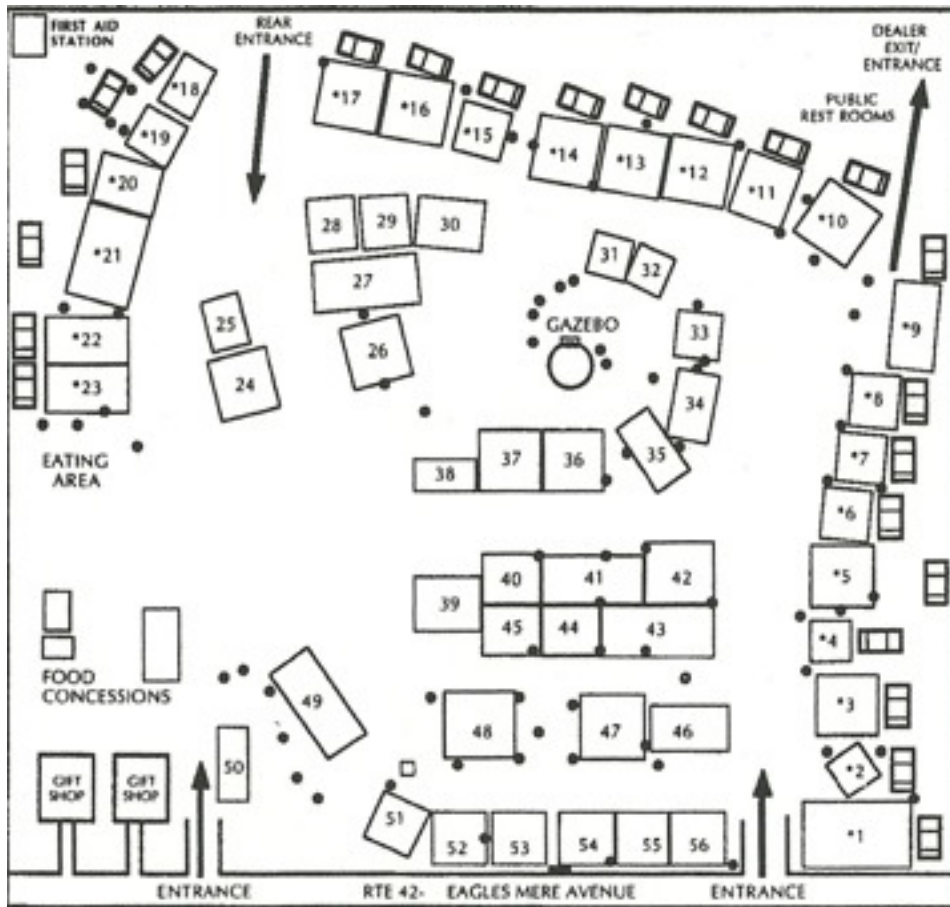 FIRST AID
STATION
REAR
ENTRANCE
DEALER
EXIT/
ENTRANCE
PUBLIC
REST ROOMS
*18
*17
*16
*15
*14
*13
*12
*11
*10
*19
*20
*21
*22
*23
28
29
30
27
31
32
25
26
24
GAZEBO
33
34
35
*9
*8
*7
*6
*5
*4
*3
*2
*1
EATING
AREA
38
37
36
39
40
41
42
45
44
43
FOOD
CONCESSIONS
49
48
47
46
50
GIFT
SHOP
GIFT
SHOP
51
52
53
54
55
56
ENTRANCE
RTE 42- EAGLES MERE AVENUE
ENTRANCE